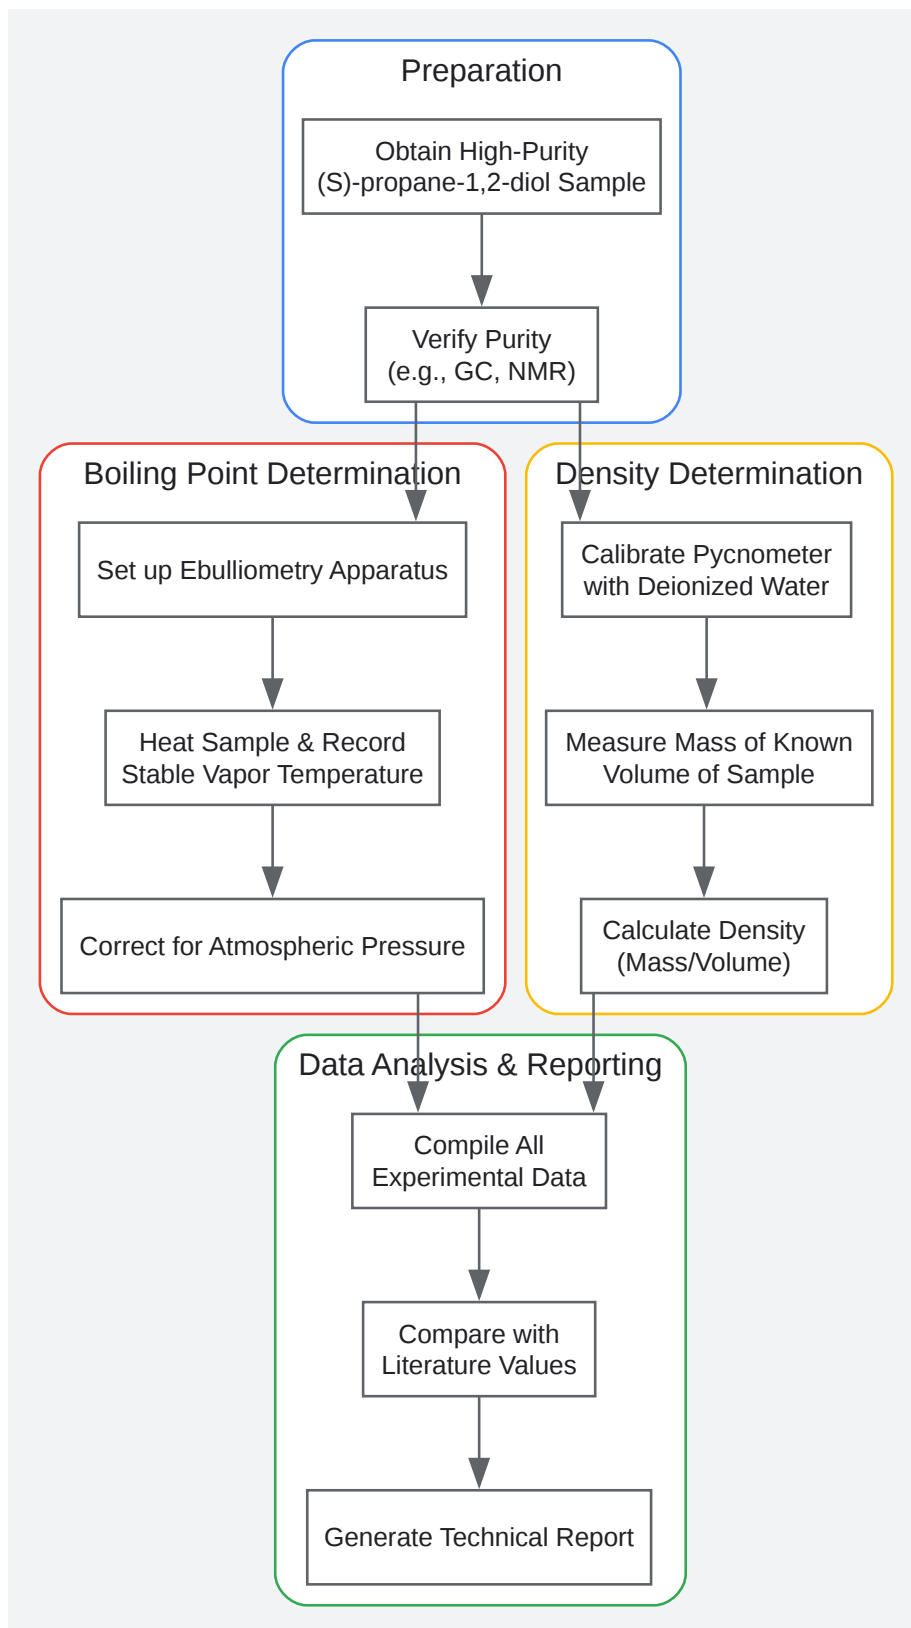 Preparation
Obtain High-Purity
(S)-propane-1,2-diol Sample
Verify Purity
(e.g., GC, NMR)
Boiling Point Determination
Set up Ebulliometry Apparatus
Heat Sample & Record
Stable Vapor Temperature
Correct for Atmospheric Pressure
Density Determination
Calibrate Pycnometer
with Deionized Water
Measure Mass of Known
Volume of Sample
Calculate Density
(Mass/Volume)
Data Analysis & Reporting
Compile All
Experimental Data
Compare with
Literature Values
Generate Technical Report